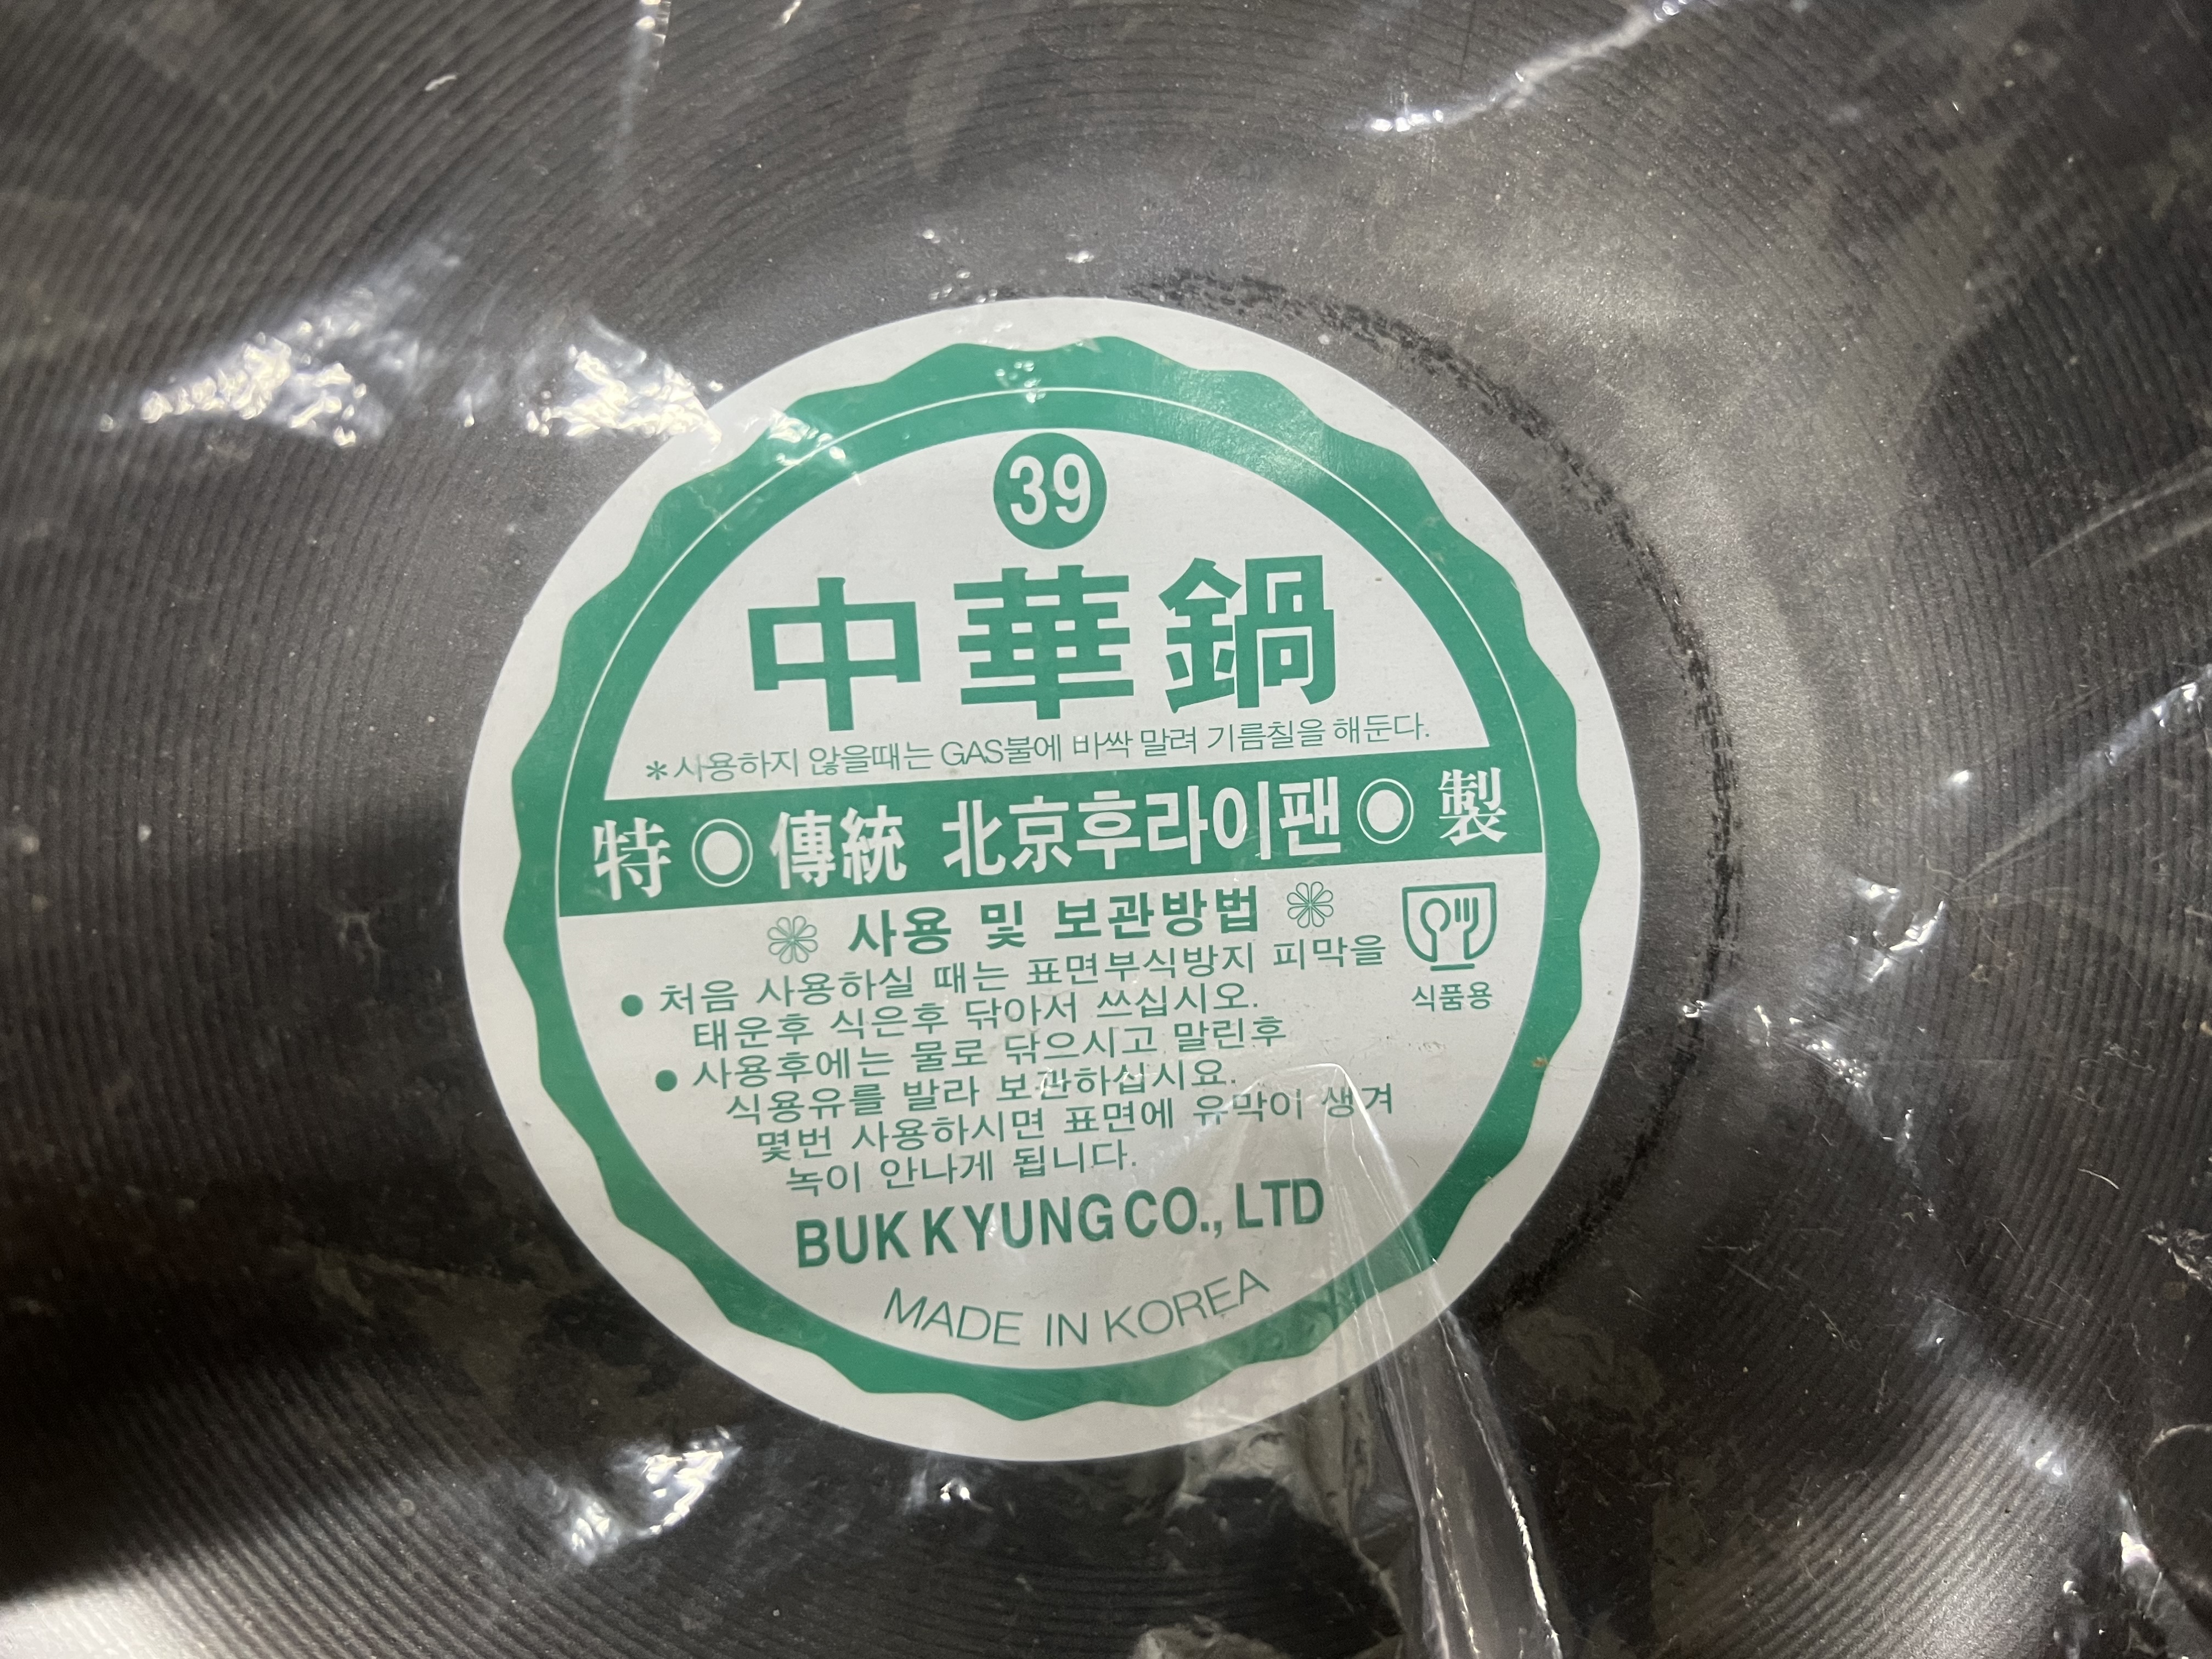 39
中華鍋
*사용하지 않을때는 GAS불에 바싹 말려 기름칠을 해둔다.
特 ◎ 傳統 北京후라이팬 ◎ 製
사용 및 보관방법
● 처음 사용하실 때는 표면부식방지 피막을
태운후 식은후 닦아서 쓰십시오.
● 사용후에는 물로 닦으시고 말린후
식용유를 발라 보관하십시요.
몇번 사용하시면 표면에 유막이 생겨
녹이 안나게 됩니다.
식품용
BUK KYUNG CO., LTD
MADE IN KOREA